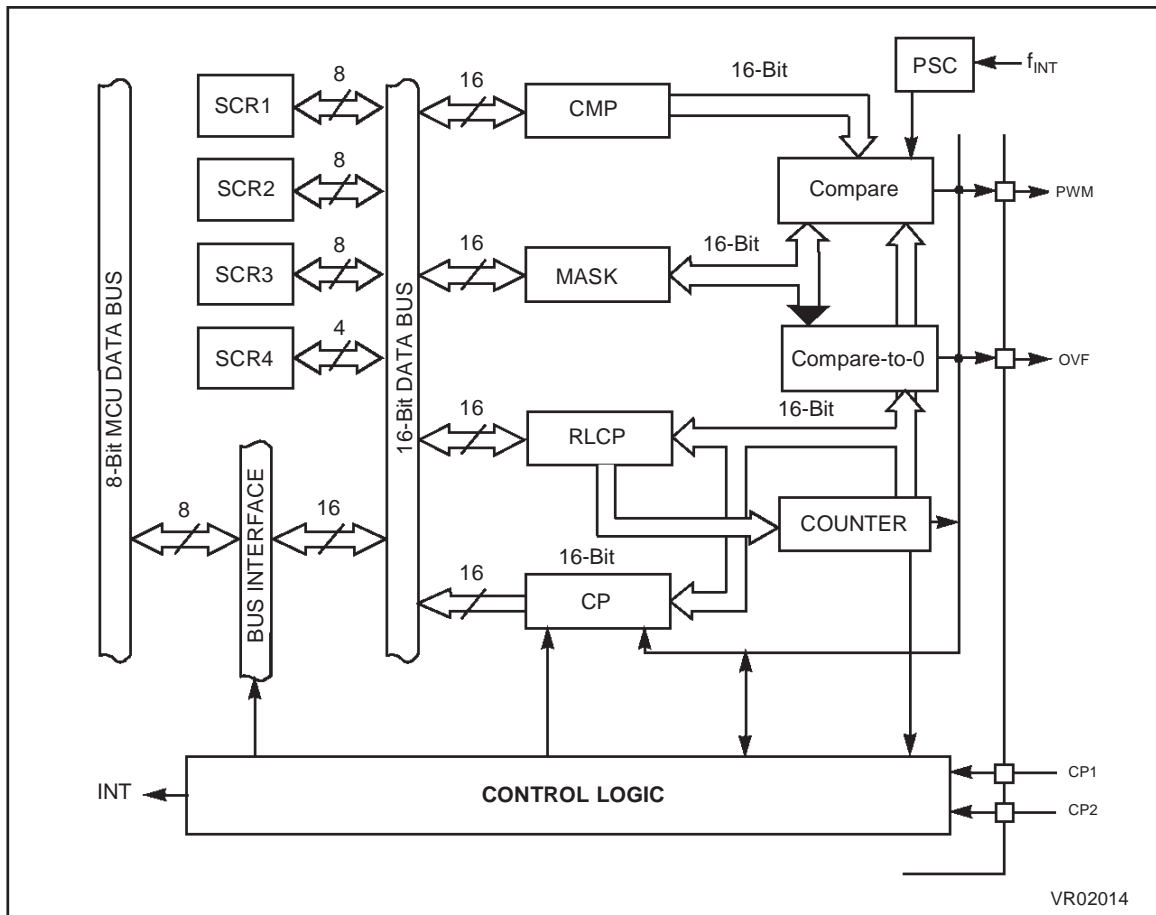 16-Bit
PSC
fINT
8
16
SCR1
CMP
8
SCR2
Compare
PWM
8
16
16-Bit
SCR3
MASK
4
SCR4
Compare-to-0
OVF
8-Bit MCU DATA BUS
16-Bit DATA BUS
16
16-Bit
RLCP
BUS INTERFACE
8
16
COUNTER
16
16-Bit
CP
INT
CONTROL LOGIC
CP1
CP2
VR02014